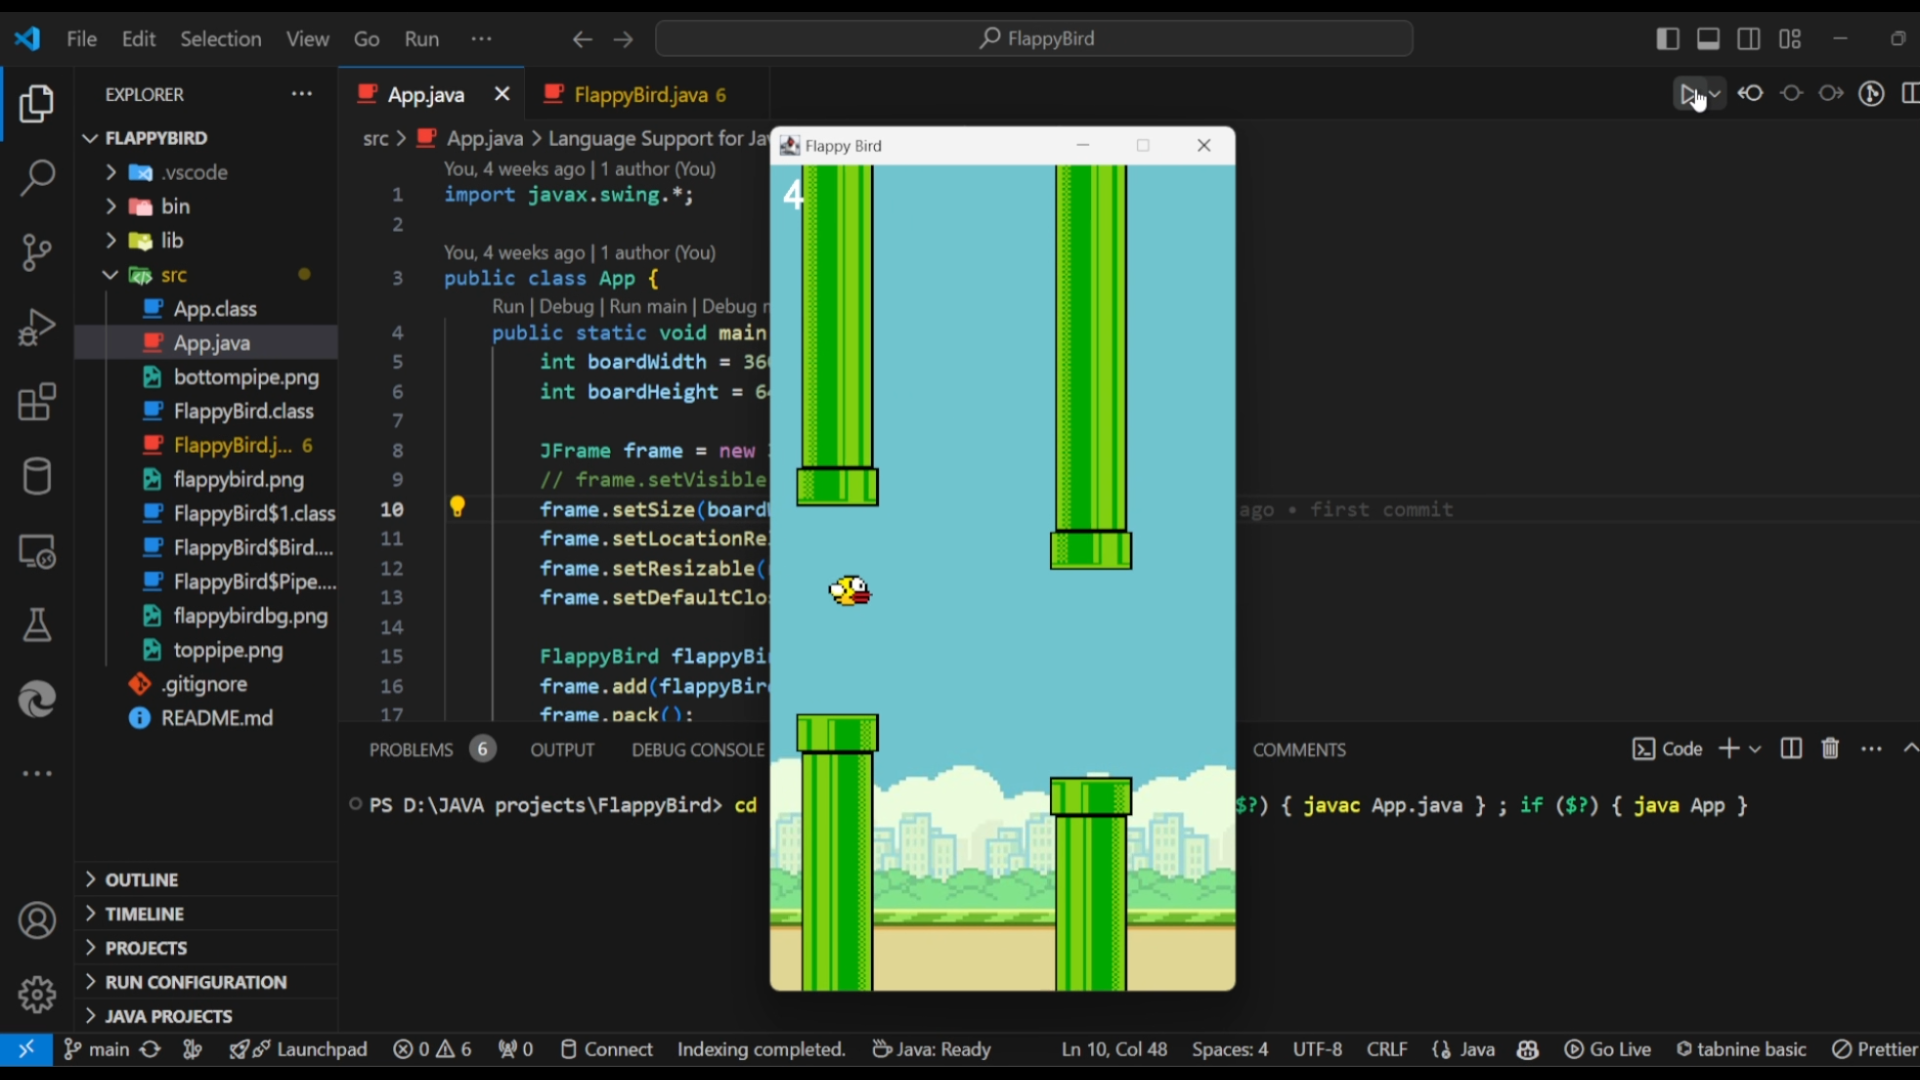 File Edit Selection View Go Run ···
FlappyBird
EXPLORER ···
App.java
FlappyBird.java 6
FLAPPYBIRD
.vscode
bin
lib
src
App.class
App.java
bottompipe.png
FlappyBird.class
FlappyBird.j... 6
flappybird.png
FlappyBird$1.class
FlappyBird$Bird....
FlappyBird$Pipe....
flappybirdbg.png
toppipe.png
.gitignore
README.md
OUTLINE
TIMELINE
PROJECTS
RUN CONFIGURATION
JAVA PROJECTS
src > App.java > Language Support for
You, 4 weeks ago | 1 author (You)
1 import javax.swing.*;
2
You, 4 weeks ago | 1 author (You)
3 public class App {
Run | Debug | Run main | Debug
4 public static void main
5 int boardWidth = 36
6 int boardHeight = 6
7
8 JFrame frame = new
9 // frame.setVisible
10 frame.setSize(board
ago • first commit
11 frame.setLocationRe
12 frame.setResizable(
13 frame.setDefaultClo
14
15 FlappyBird flappyBi
16 frame.add(flappyBir
17 frame.pack();
Flappy Bird
4
PROBLEMS 6 OUTPUT DEBUG CONSOLE COMMENTS
Code
PS D:\JAVA projects\FlappyBird> cd
$?) { javac App.java } ; if ($?) { java App }
main Launchpad 0 6 0 Connect Indexing completed. Java: Ready Ln 10, Col 48 Spaces: 4 UTF-8 CRLF {} Java Go Live tabnine basic Prettier